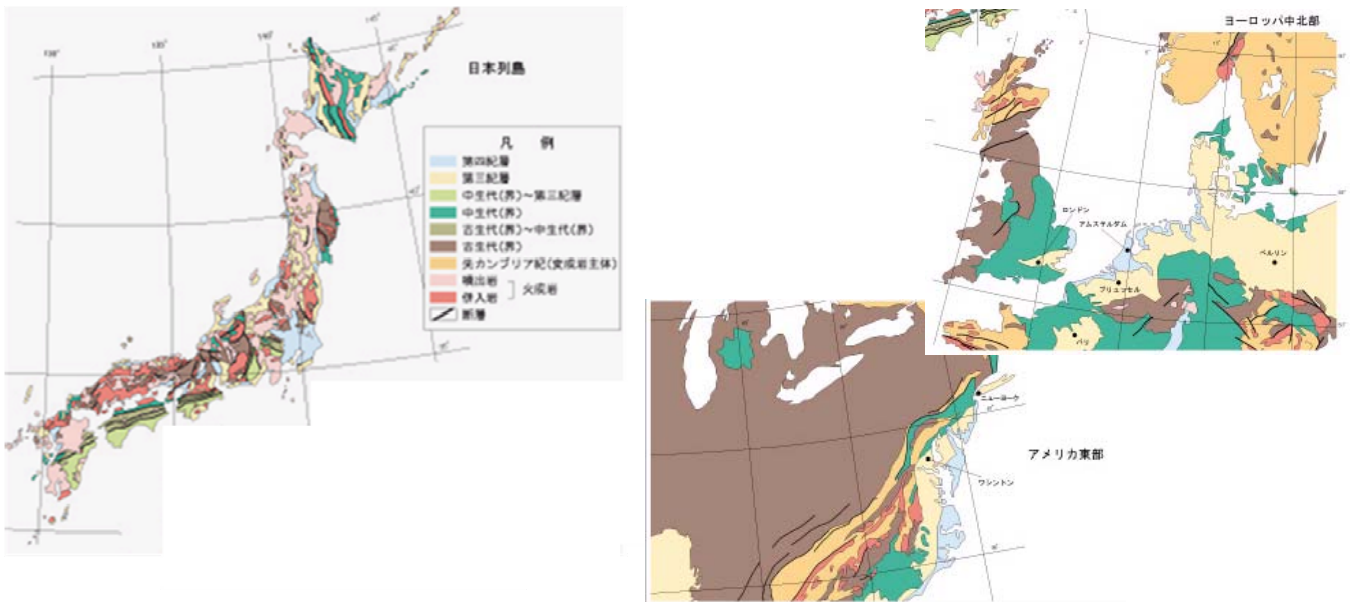 日本列島
凡 例
第四紀層
第三紀層
中生代(界)~第三紀層
中生代(界)
古生代(界)~中生代(界)
古生代(界)
先カンブリア紀(変成岩主体)
噴出岩
併入岩
火成岩
断層
ヨーロッパ中北部
ロンドン
アムステルダム
ベルリン
ブリュッセル
パリ
ニューヨーク
アメリカ東部
ワシントン